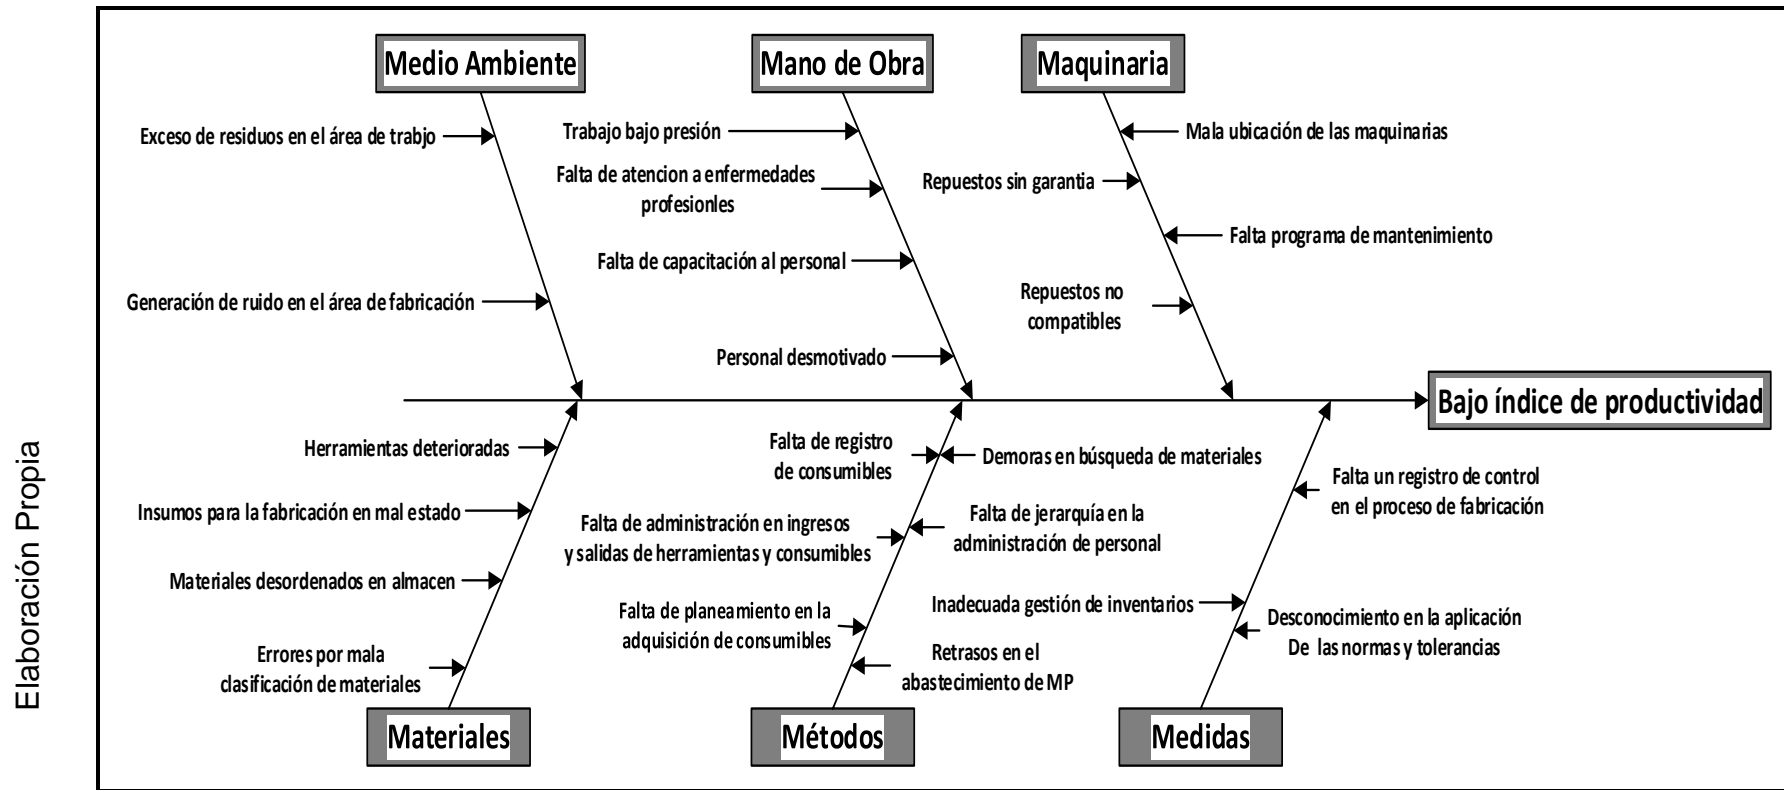 Medio Ambiente
Exceso de residuos en el área de trabjo
Generación de ruido en el área de fabricación
Mano de Obra
Trabajo bajo presión
Falta de atencion a enfermedades
profesionles
Falta de capacitación al personal
Personal desmotivado
Maquinaria
Mala ubicación de las maquinarias
Repuestos sin garantia
Falta programa de mantenimiento
Repuestos no
compatibles
Bajo índice de productividad
Herramientas deterioradas
Insumos para la fabricación en mal estado
Materiales desordenados en almacen
Errores por mala
clasificación de materiales
Materiales
Falta de registro
de consumibles
Demoras en búsqueda de materiales
Falta de administración en ingresos
y salidas de herramientas y consumibles
Falta de jerarquía en la
administración de personal
Falta de planeamiento en la
adquisición de consumibles
Retrasos en el
abastecimiento de MP
Métodos
Falta un registro de control
en el proceso de fabricación
Inadecuada gestión de inventarios
Desconocimiento en la aplicación
De las normas y tolerancias
Medidas
Elaboración Propia